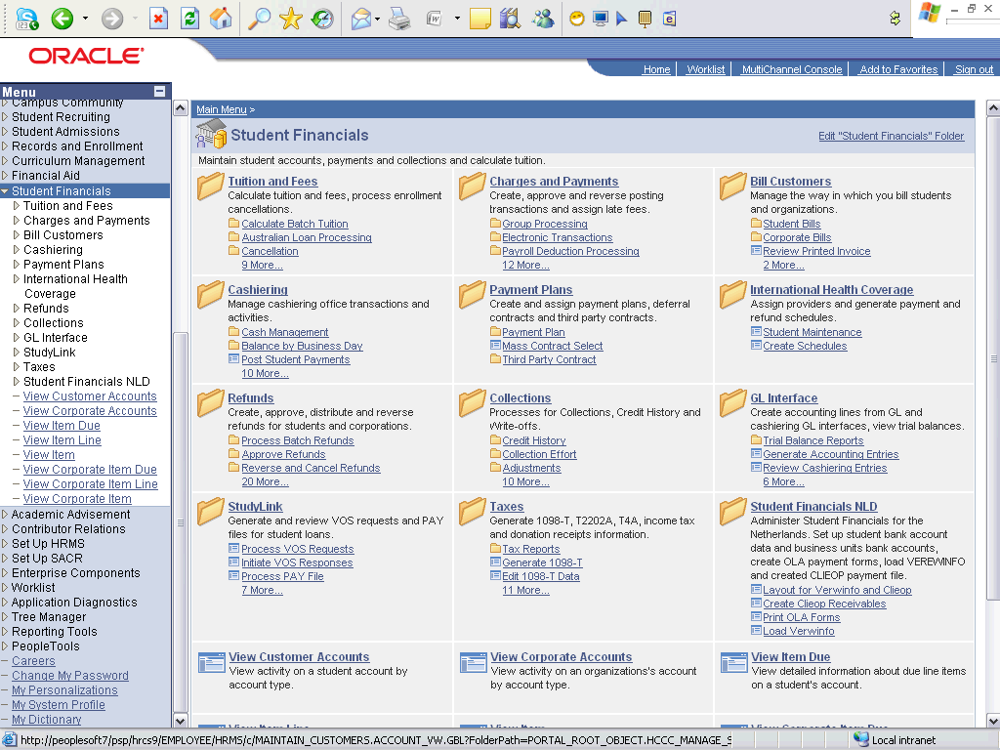 ORACLE®
Home
Worklist
MultiChannel Console
Add to Favorites
Sign out
Menu
Campus Community
Student Recruiting
Student Admissions
Records and Enrollment
Curriculum Management
Financial Aid
Student Financials
Tuition and Fees
Charges and Payments
Bill Customers
Cashiering
Payment Plans
International Health
Coverage
Refunds
Collections
GL Interface
StudyLink
Taxes
Student Financials NLD
View Customer Accounts
View Corporate Accounts
View Item Due
View Item Line
View Item
View Corporate Item Due
View Corporate Item Line
View Corporate Item
Academic Advisement
Contributor Relations
Set Up HRMS
Set Up SACR
Enterprise Components
Worklist
Application Diagnostics
Tree Manager
Reporting Tools
PeopleTools
Careers
Change My Password
My Personalizations
My System Profile
My Dictionary
Main Menu >
Student Financials
Edit "Student Financials" Folder
Maintain student accounts, payments and collections and calculate tuition.
Tuition and Fees
Calculate tuition and fees, process enrollment
cancellations.
Calculate Batch Tuition
Australian Loan Processing
Cancellation
9 More...
Charges and Payments
Create, approve and reverse posting
transactions and assign late fees.
Group Processing
Electronic Transactions
Payroll Deduction Processing
12 More...
Bill Customers
Manage the way in which you bill students
and organizations.
Student Bills
Corporate Bills
Review Printed Invoice
2 More...
Cashiering
Manage cashiering office transactions and
activities.
Cash Management
Balance by Business Day
Post Student Payments
10 More...
Payment Plans
Create and assign payment plans, deferral
contracts and third party contracts.
Payment Plan
Mass Contract Select
Third Party Contract
International Health Coverage
Assign providers and generate payment and
refund schedules.
Student Maintenance
Create Schedules
Refunds
Create, approve, distribute and reverse
refunds for students and corporations.
Process Batch Refunds
Approve Refunds
Reverse and Cancel Refunds
20 More...
Collections
Processes for Collections, Credit History and
Write-offs.
Credit History
Collection Effort
Adjustments
10 More...
GL Interface
Create accounting lines from GL and
cashiering GL interfaces, view trial balances.
Trial Balance Reports
Generate Accounting Entries
Review Cashiering Entries
6 More...
StudyLink
Generate and review VOS requests and PAY
files for student loans.
Process VOS Requests
Initiate VOS Responses
Process PAY File
7 More...
Taxes
Generate 1098-T, T2202A, T4A, income tax
and donation receipts information.
Tax Reports
Generate 1098-T
Edit 1098-T Data
11 More...
Student Financials NLD
Administer Student Financials for the
Netherlands. Set up student bank account
data and business units bank accounts,
create OLA payment forms, load VEREWINFO
and created CLIEOP payment file.
Layout for Verwinfo and Clieop
Create Clieop Receivables
Print OLA Forms
Load Verwinfo
View Customer Accounts
View activity on a student account by
account type.
View Corporate Accounts
View activity on an organizations's account
by account type.
View Item Due
View detailed information about due line items
on a student's account.
View Item Line
View Item
View Corporate Item Due
http://peoplesoft7/psp/hrcs9/EMPLOYEE/HRMS/c/MAINTAIN_CUSTOMERS.ACCOUNT_VW.GBL?FolderPath=PORTAL_ROOT_OBJECT.HCCC_MANAGE_S
Local intranet